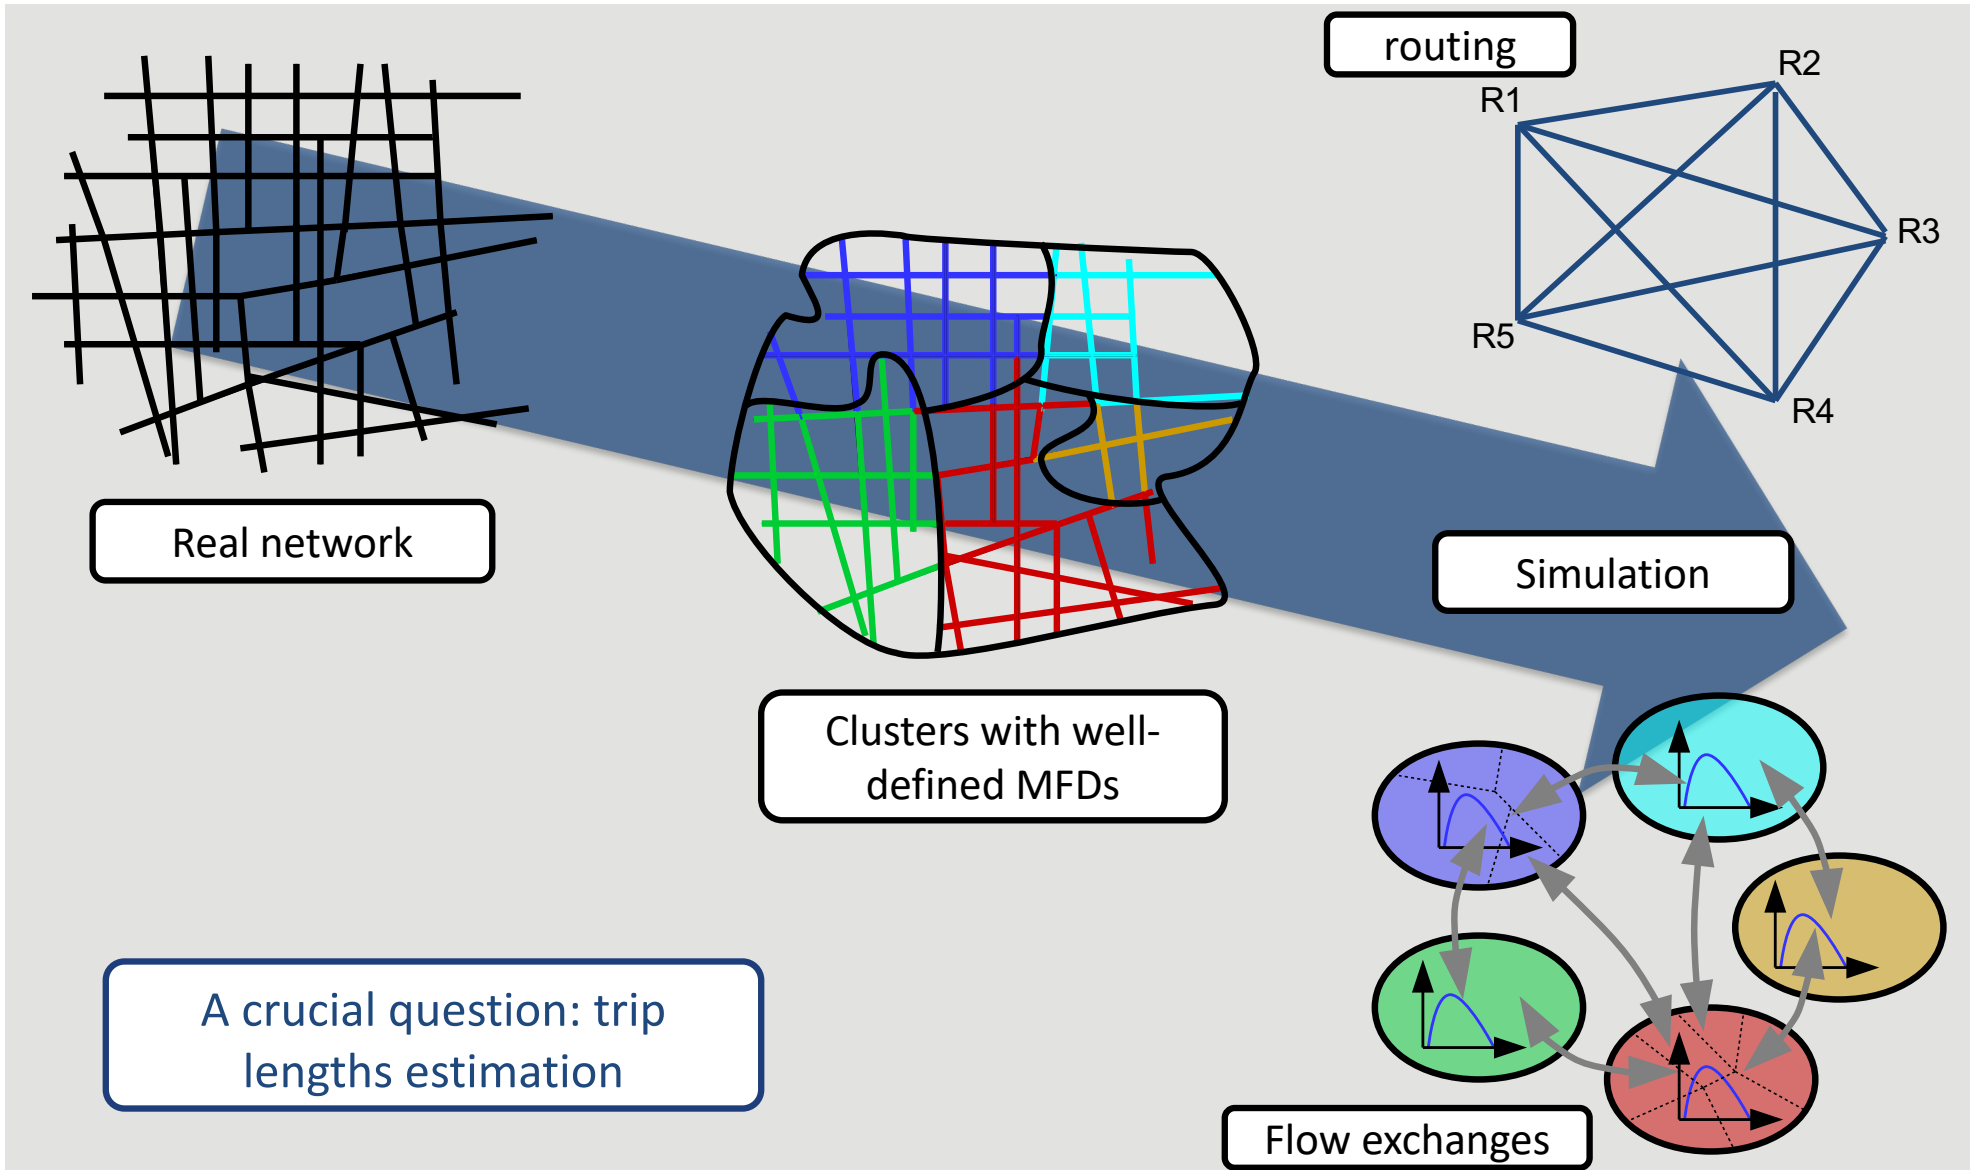 routing
R1
R2
R3
R5
R4
Real network
Simulation
Clusters with well-
defined MFDs
A crucial question: trip
lengths estimation
Flow exchanges